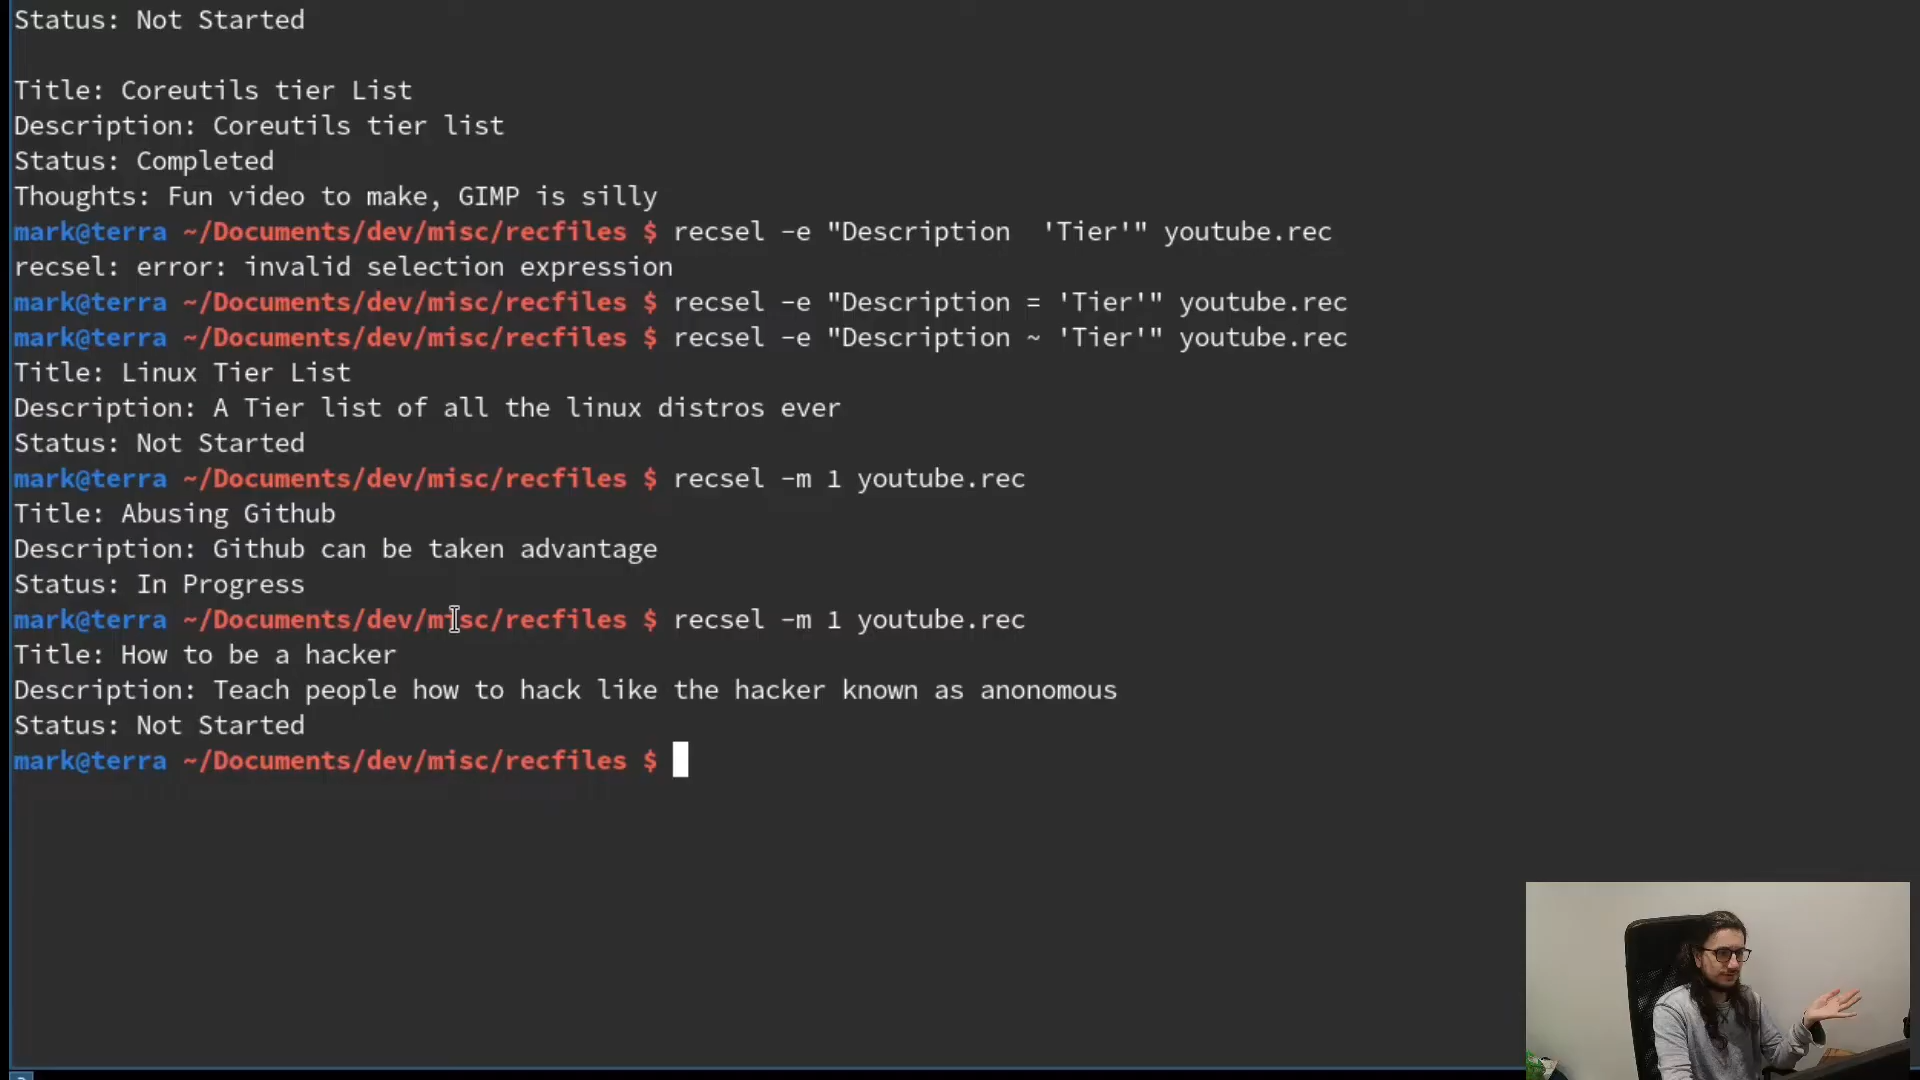 Status: Not Started
Title: Coreutils tier List
Description: Coreutils tier list
Status: Completed
Thoughts: Fun video to make, GIMP is silly
mark@terra ~/Documents/dev/misc/recfiles $ recsel -e "Description  'Tier'" youtube.rec
recsel: error: invalid selection expression
mark@terra ~/Documents/dev/misc/recfiles $ recsel -e "Description = 'Tier'" youtube.rec
mark@terra ~/Documents/dev/misc/recfiles $ recsel -e "Description ~ 'Tier'" youtube.rec
Title: Linux Tier List
Description: A Tier list of all the linux distros ever
Status: Not Started
mark@terra ~/Documents/dev/misc/recfiles $ recsel -m 1 youtube.rec
Title: Abusing Github
Description: Github can be taken advantage
Status: In Progress
mark@terra ~/Documents/dev/misc/recfiles $ recsel -m 1 youtube.rec
Title: How to be a hacker
Description: Teach people how to hack like the hacker known as anonomous
Status: Not Started
mark@terra ~/Documents/dev/misc/recfiles $